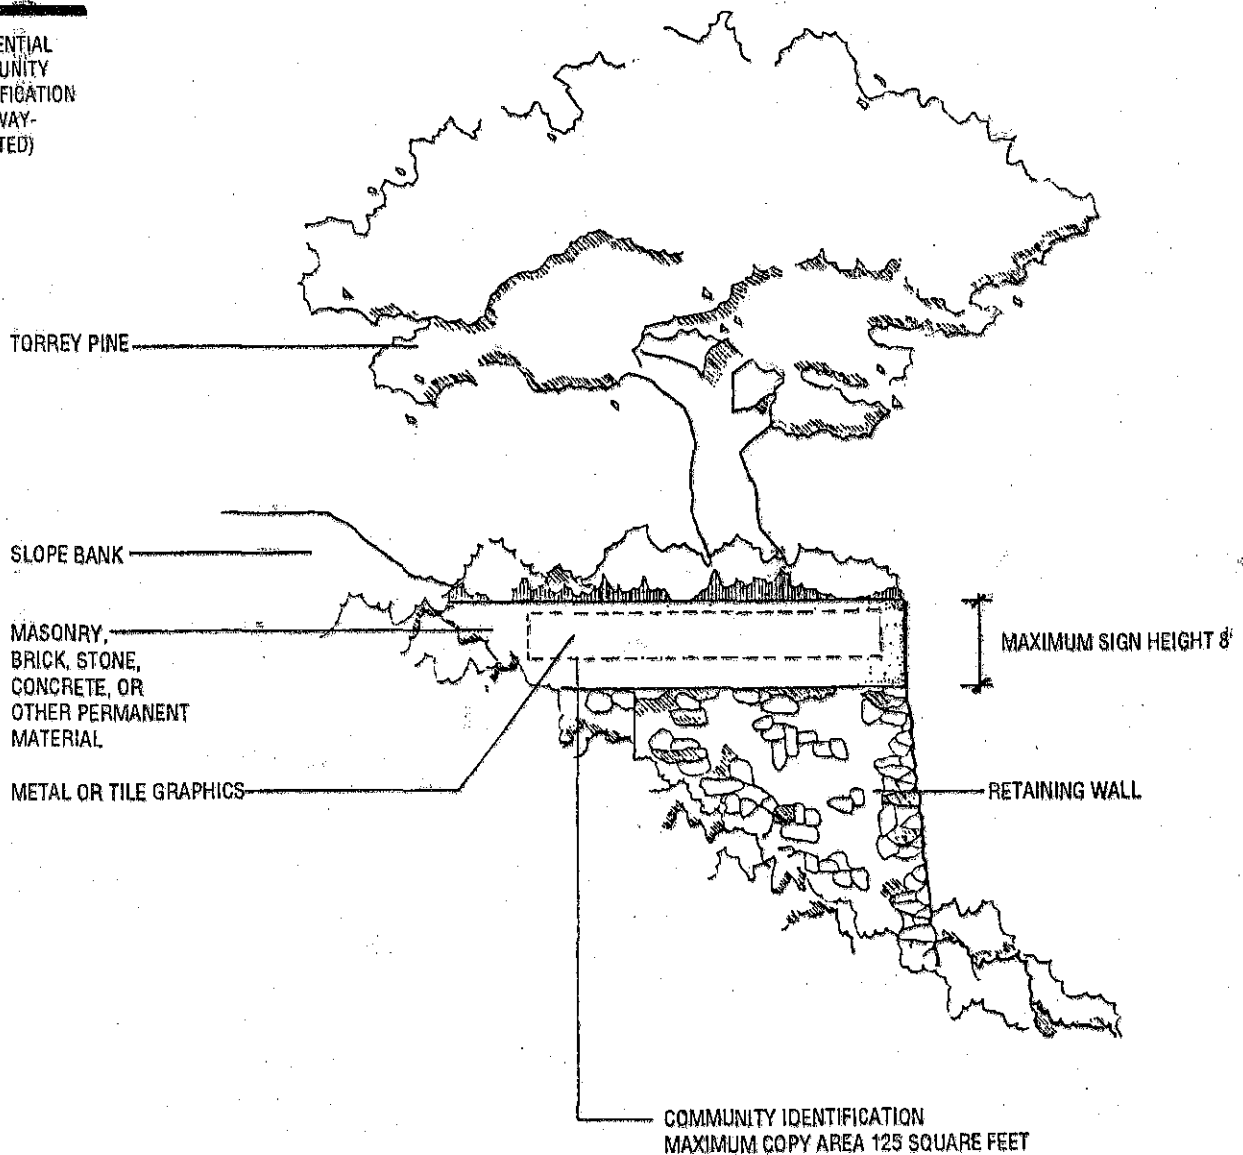 ENTIAL
UNITY
FICATION
WAY-
TED)
TORREY PINE
SLOPE BANK
MASONRY,
BRICK, STONE,
CONCRETE, OR
OTHER PERMANENT
MATERIAL
MAXIMUM SIGN HEIGHT 8'
METAL OR TILE GRAPHICS
RETAINING WALL
COMMUNITY IDENTIFICATION
MAXIMUM COPY AREA 125 SQUARE FEET